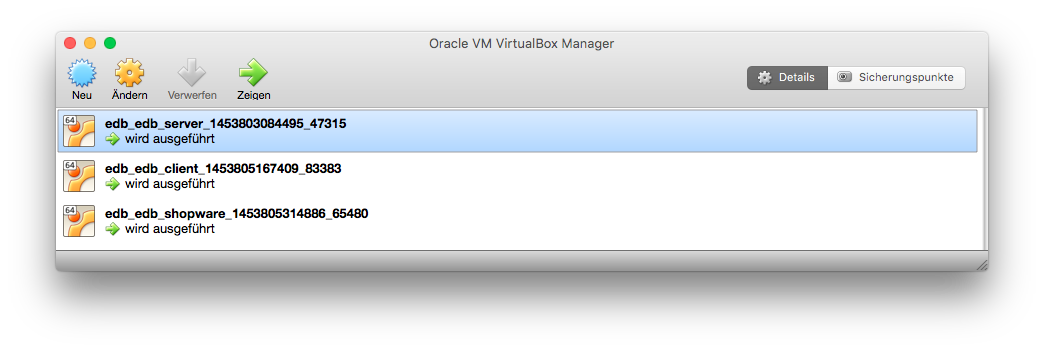 Oracle VM VirtualBox Manager
Neu Ändern Verwerfen Zeigen
Details Sicherungspunkte
64
edb_edb_server_1453803084495_47315
wird ausgeführt
64
edb_edb_client_1453805167409_83383
wird ausgeführt
64
edb_edb_shopware_1453805314886_65480
wird ausgeführt